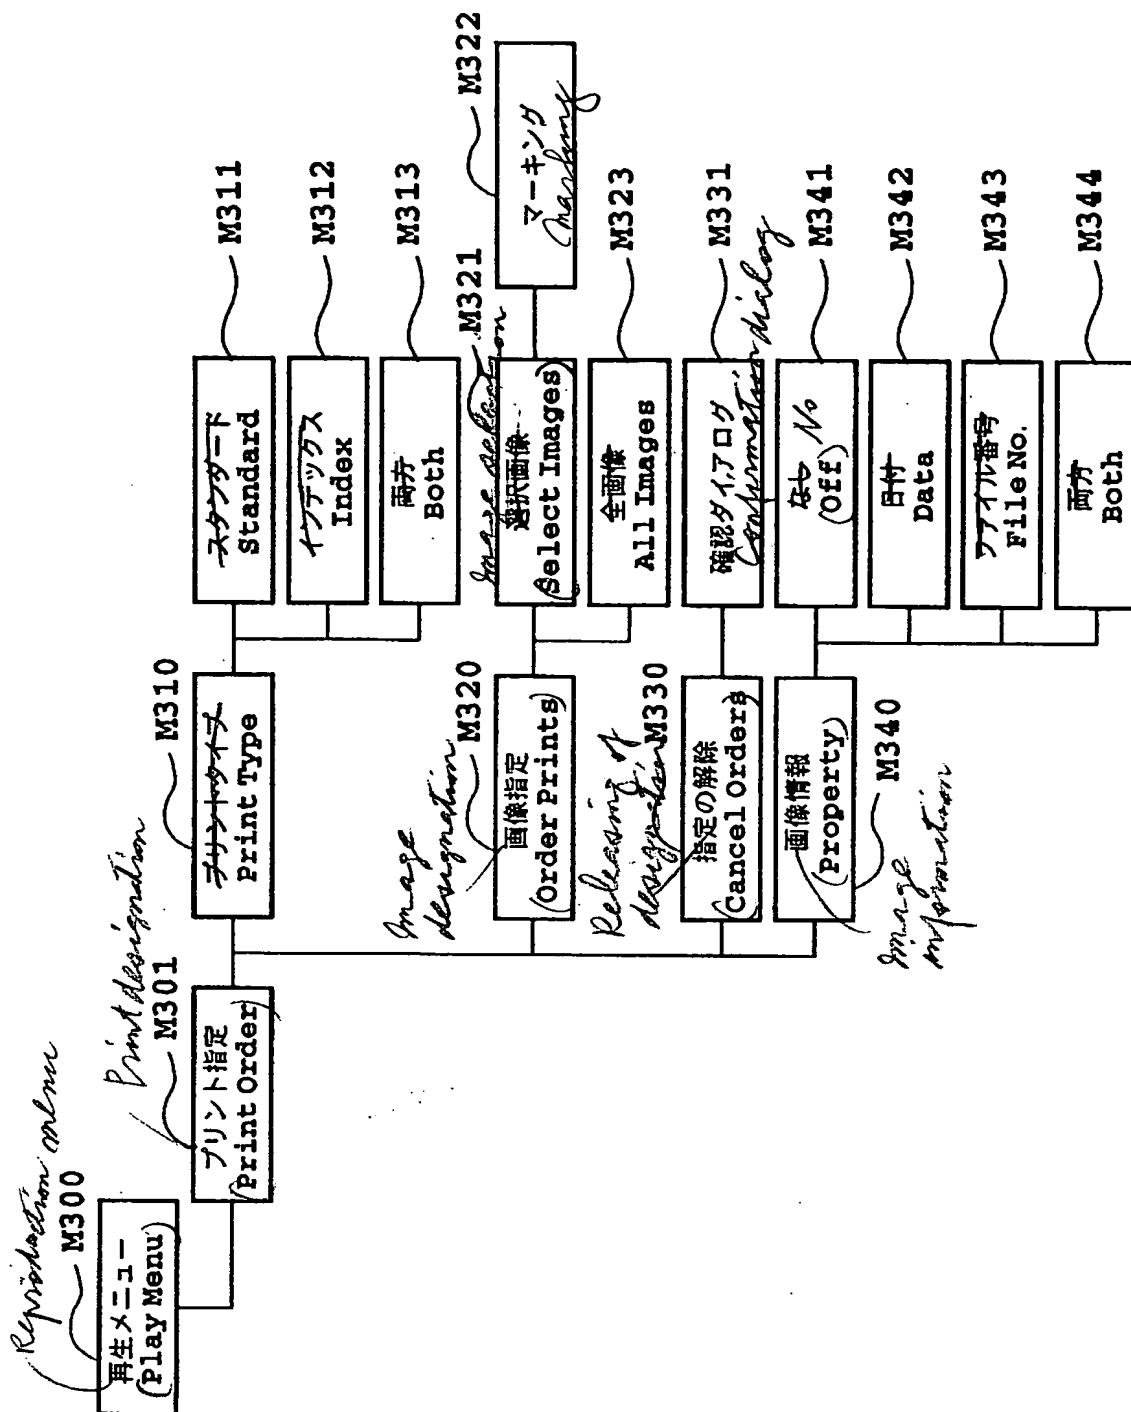 Reproduction menu
M300
再生メニュー
(Play Menu)
Print designation
M301
プリント指定
(Print Order)
M310
プリントタイプ
Print Type
M311
スタンダード
Standard
M312
インデックス
Index
M313
両方
Both
Image designation
M320
画像指定
(Order Prints)
Image selection
M321
選択画像
(Select Images)
M322
マーキング
(marking
M323
全画像
All Images
Releasing of designation
M330
指定の解除
(Cancel Orders)
M331
確認ダイアログ
Confirmation dialog
Image information
M340
画像情報
(Property)
M341
なし No
(Off)
M342
日付
Data
M343
ファイル番号
File No.
M344
両方
Both